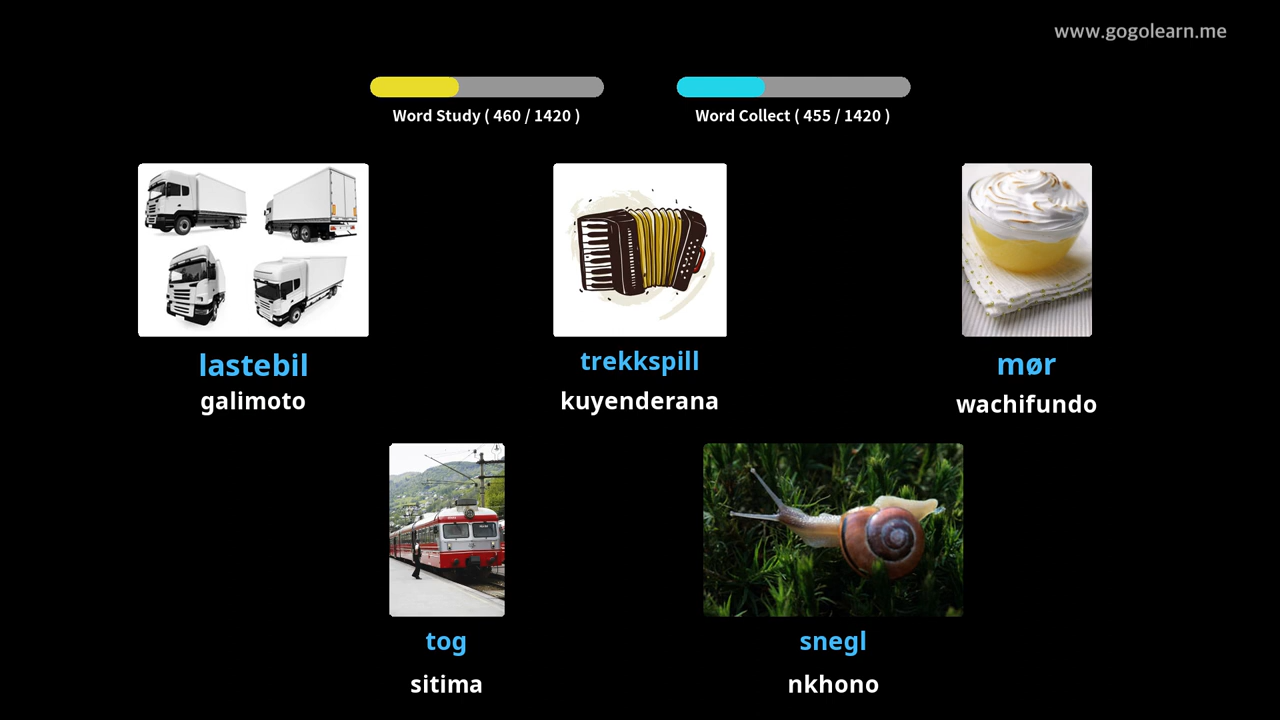 www.gogolearn.me
Word Study ( 460 / 1420 )
Word Collect ( 455 / 1420 )
lastebil
galimoto
trekkspill
kuyenderana
mør
wachifundo
tog
sitima
snegl
nkhono